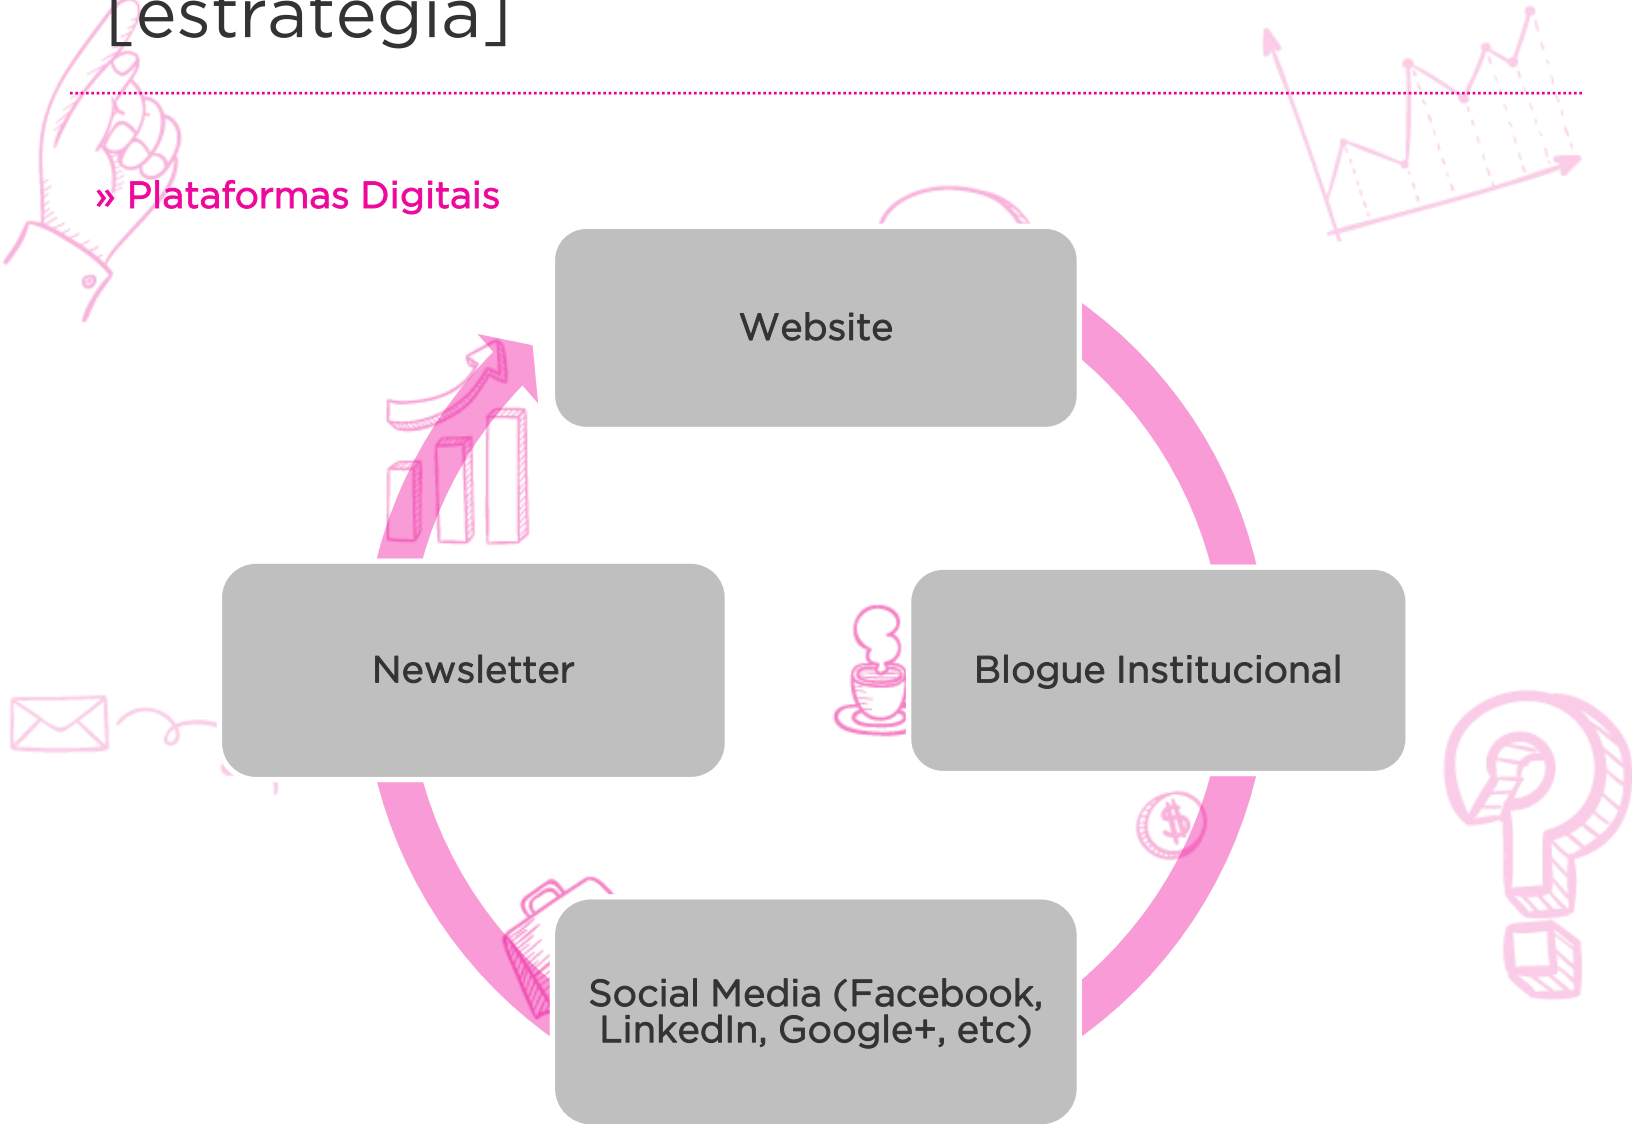 [estratégia]
» Plataformas Digitais
Website
Newsletter
Blogue Institucional
Social Media (Facebook,
LinkedIn, Google+, etc)
$